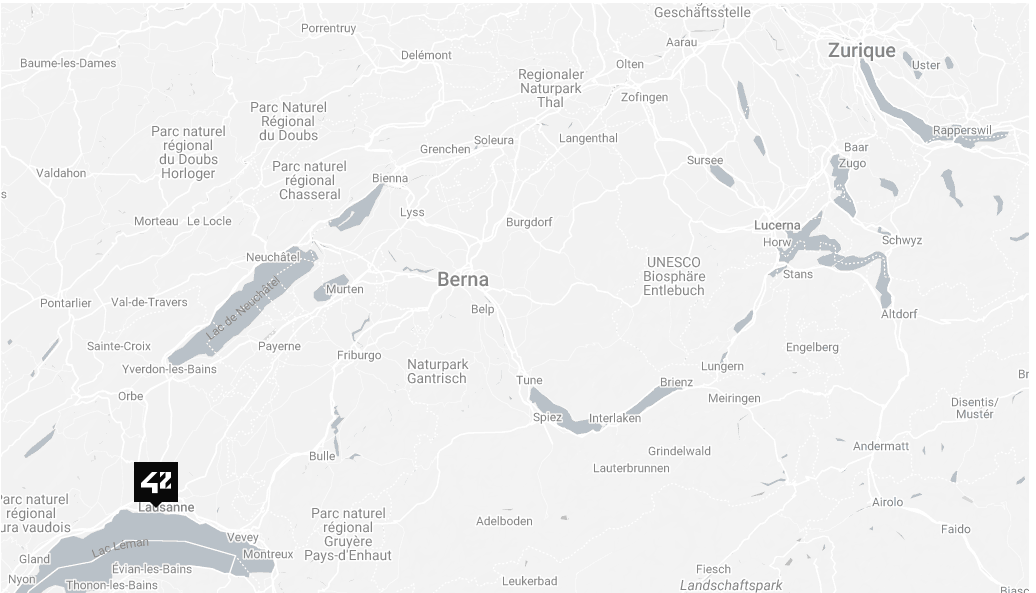 Geschäftsstelle
Porrentruy
Zurique
Aarau
Delémont
Baume-les-Dames
Olten
Uster
Regionaler
Naturpark
Thal
Zofingen
Parc Naturel
Régional
du Doubs
Parc naturel
régional
du Doubs
Horloger
Rapperswil
Soleura
Langenthal
Grenchen
Baar
Zugo
Sursee
Parc naturel
régional
Chasseral
Valdahon
Bienna
s
Lyss
Morteau
Le Locle
Burgdorf
Lucerna
Horw
Schwyz
Neuchâtel
UNESCO
Biosphäre
Entlebuch
Stans
Berna
Murten
Pontarlier
Val-de-Travers
Lac de Neuchâtel
Belp
Altdorf
Sainte-Croix
Payerne
Friburgo
Engelberg
Naturpark
Gantrisch
Yverdon-les-Bains
Lungern
Br
Tune
Brienz
Orbe
Meiringen
Disentis/
Mustér
Spiez
Interlaken
Bulle
Grindelwald
Andermatt
Lauterbrunnen
42
Parc naturel
régional
ura vaudois
Lausanne
Airolo
Parc naturel
régional
Gruyère
Pays-d'Enhaut
Adelboden
Faido
Vevey
Lac Léman
Montreux
Gland
Évian-les-Bains
Fiesch
Nyon
Thonon-les-Bains
Leukerbad
Landschaftspark
Biasc